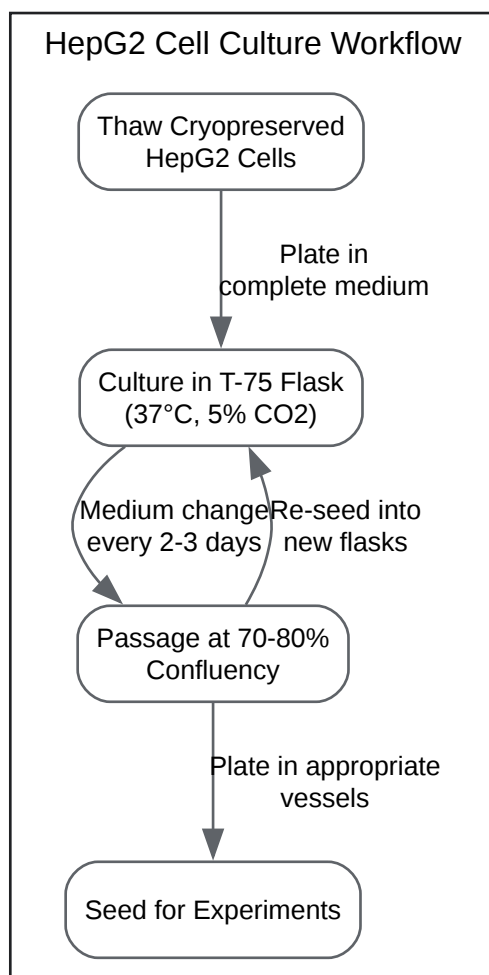 HepG2 Cell Culture Workflow
Thaw Cryopreserved
HepG2 Cells
Plate in
complete medium
Culture in T-75 Flask
(37°C, 5% CO2)
Medium change
every 2-3 days
Re-seed into
new flasks
Passage at 70-80%
Confluency
Plate in appropriate
vessels
Seed for Experiments